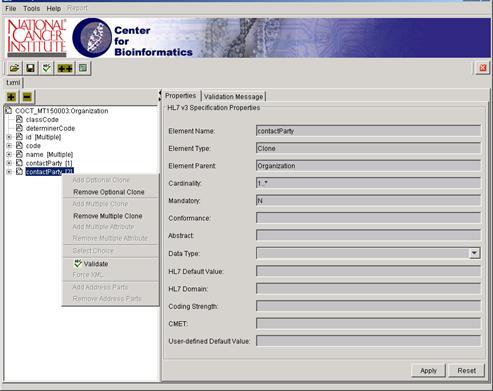 File Tools Help Report
NATIONAL
CANCER
INSTITUTE
Center
for
Bioinformatics
t.xml
COCT_MT150003:Organization
classCode
determinerCode
id [Multiple]
code
name [Multiple]
contactParty [1]
contactParty [2]
Add Optional Clone
Remove Optional Clone
Add Multiple Clone
Remove Multiple Clone
Add Multiple Attribute
Remove Multiple Attribute
Select Choice
Validate
Force XML
Add Address Parts
Remove Address Parts
Properties Validation Message
HL7 v3 Specification Properties
Element Name: contactParty
Element Type: Clone
Element Parent: Organization
Cardinality: 1..*
Mandatory: N
Conformance:
Abstract:
Data Type:
HL7 Default Value:
HL7 Domain:
Coding Strength:
CMET:
User-defined Default Value:
Apply Reset